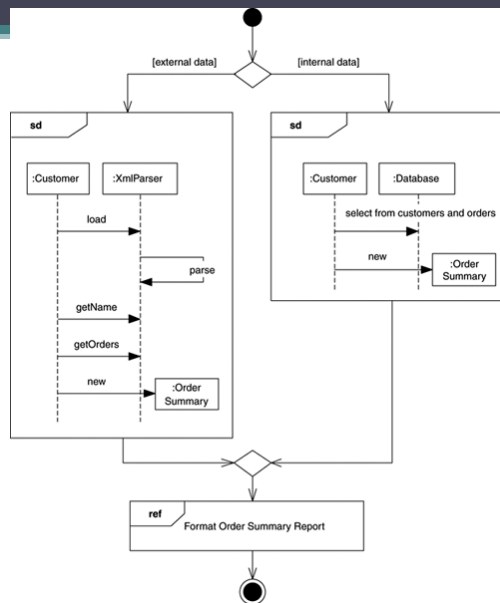 [external data]
[internal data]
sd
:Customer
:XmlParser
load
parse
getName
getOrders
new
:Order
Summary
sd
:Customer
:Database
select from customers and orders
new
:Order
Summary
ref
Format Order Summary Report